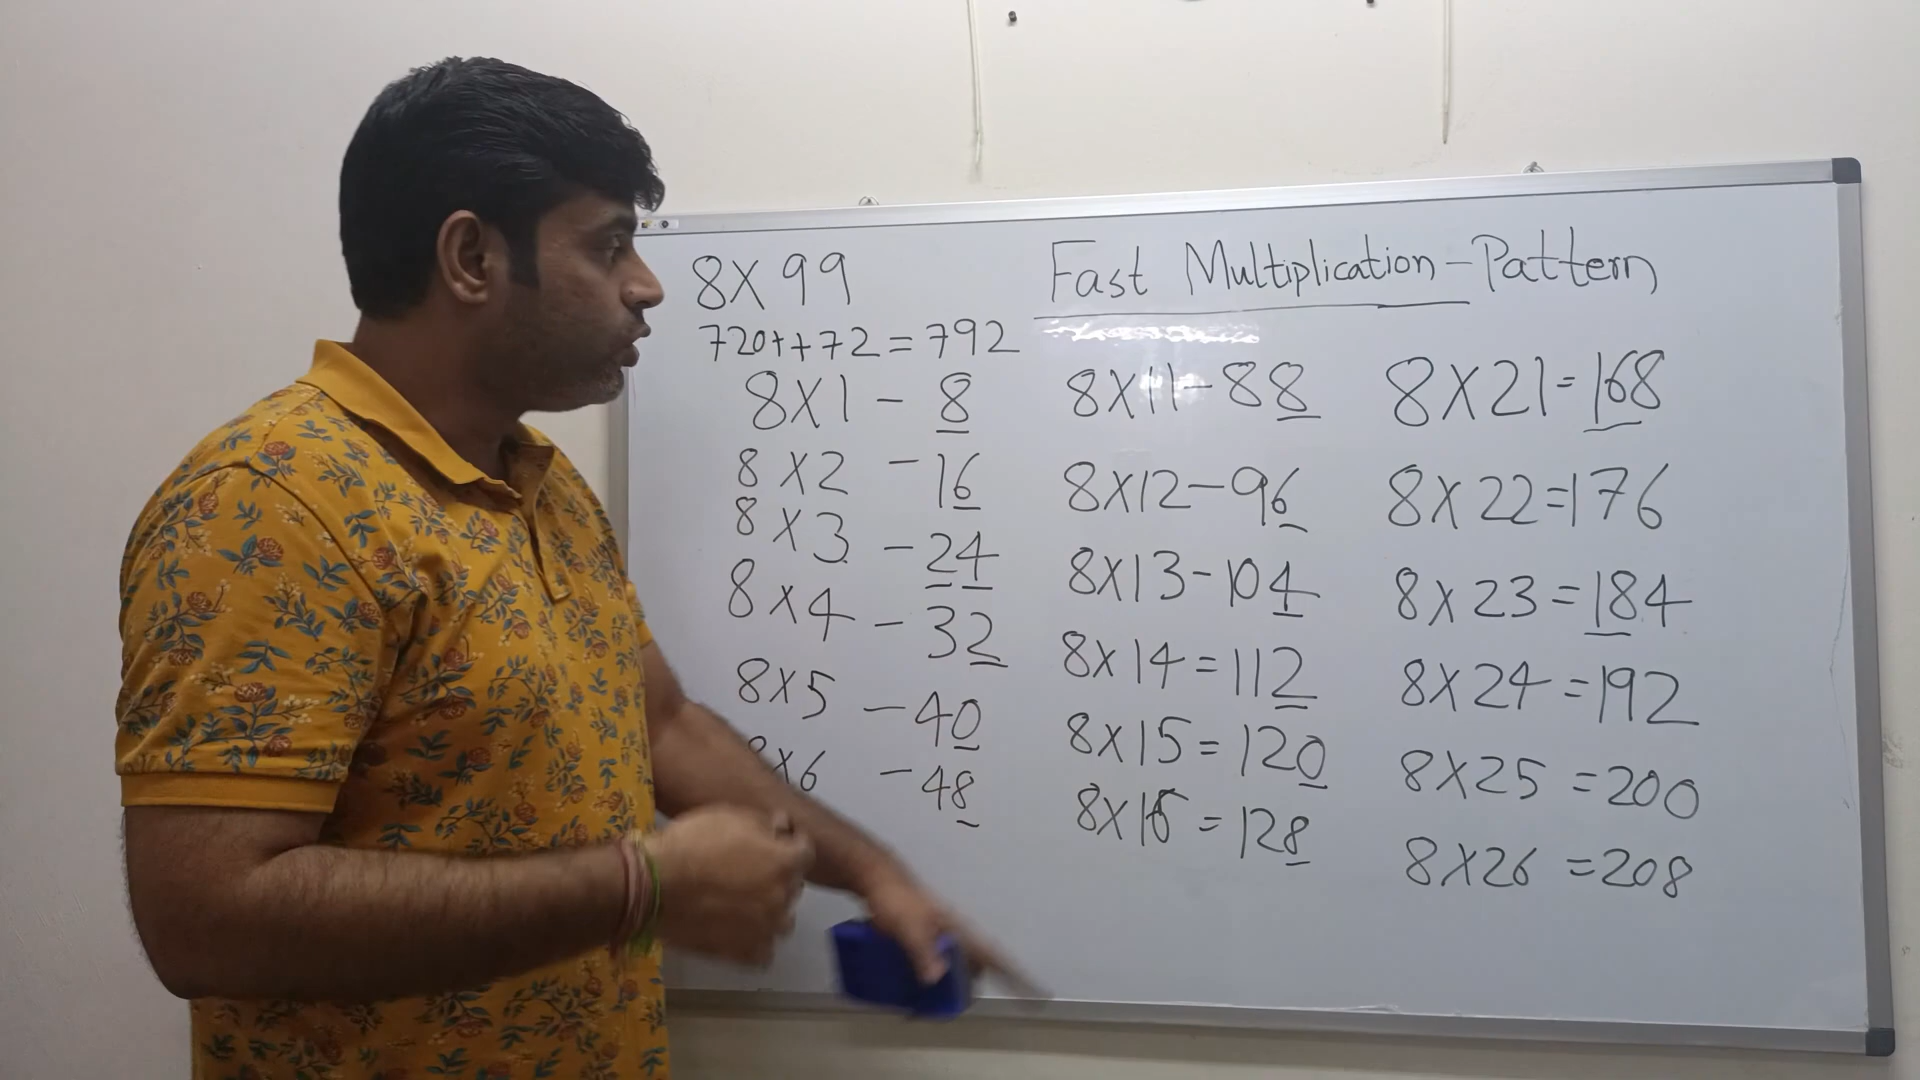 8X99
720++72=792
8X1 - 8
8X2 - 16
8X3 - 24
8X4 - 32
8X5 - 40
8X6 - 48
Fast Multiplication - Pattern
8X11-88
8X12-96
8X13-104
8X14=112
8X15=120
8X16=128
8X21=168
8X22=176
8X23=184
8X24=192
8X25=200
8X26=208